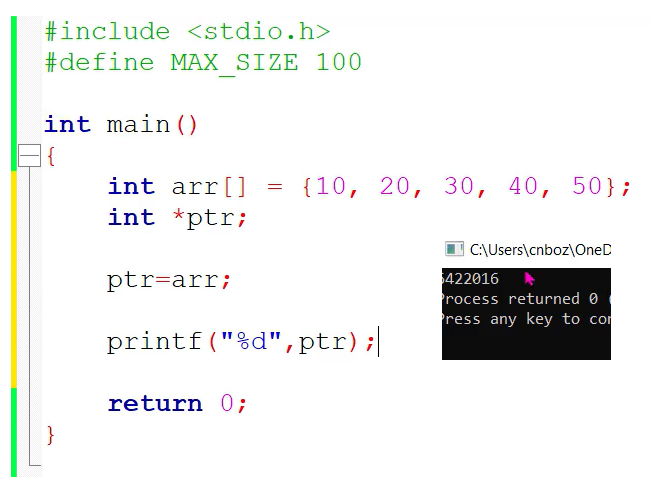 #include <stdio.h>
#define MAX_SIZE 100
int main()
{
int arr[] = {10, 20, 30, 40, 50};
int *ptr;
ptr=arr;
printf("%d",ptr);
return 0;
}
C:\Users\cnboz\OneD
6422016
Process returned 0 (
Press any key to con